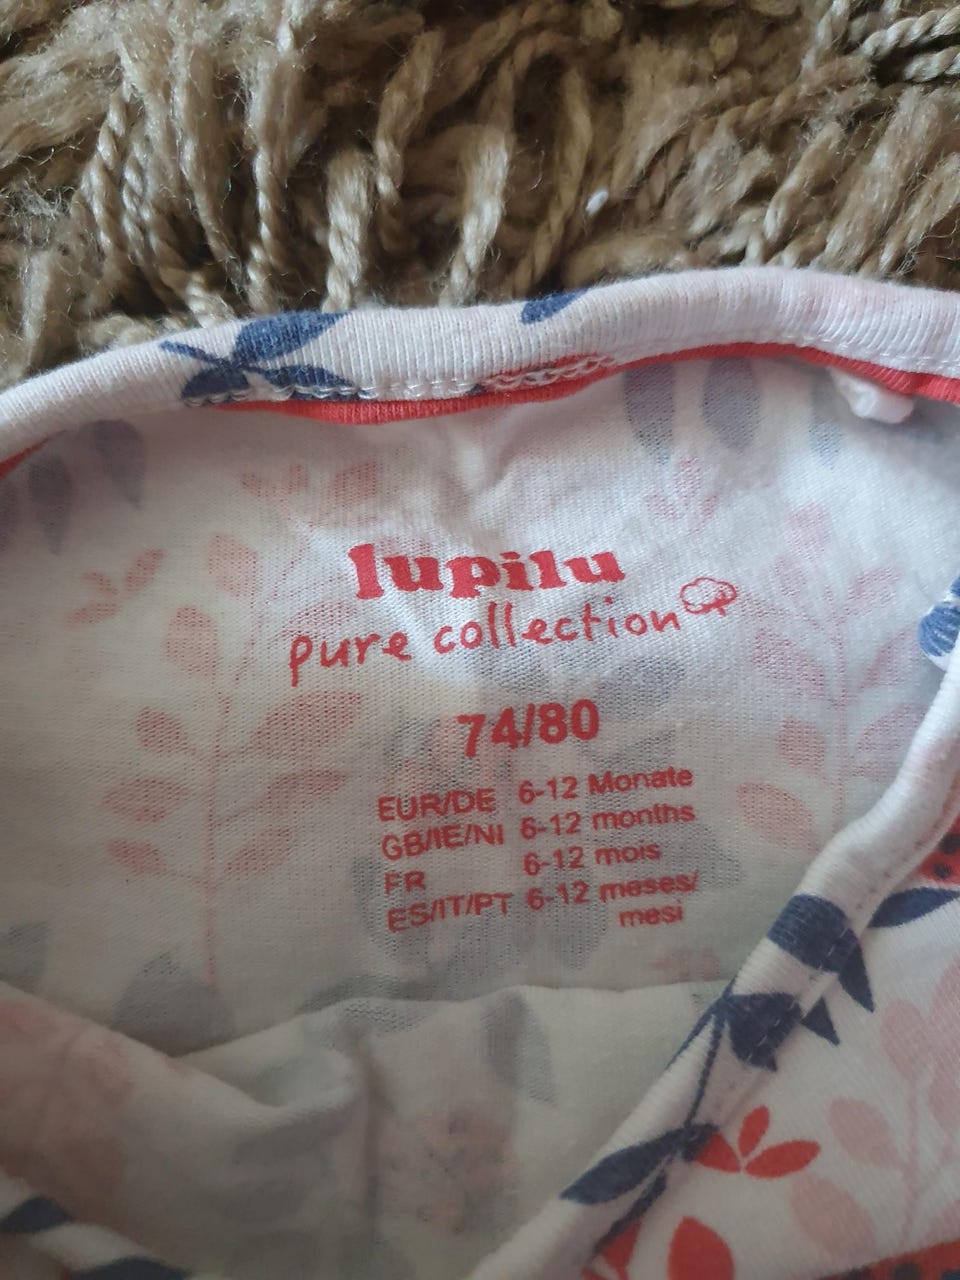 lupilu
pure collection
74/80
EUR/DE 6-12 Monate
GB/IE/NI 6-12 months
FR 6-12 mois
ES/IT/PT 6-12 meses/
mesi